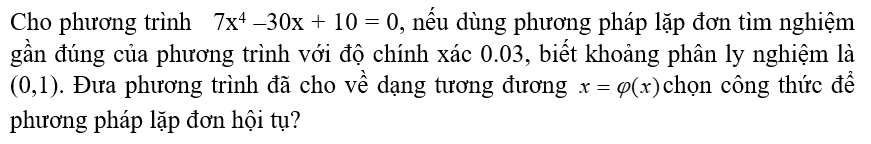 Cho phương trình 7x⁴ –30x + 10 = 0, nếu dùng phương pháp lặp đơn tìm nghiệm
gần đúng của phương trình với độ chính xác 0.03, biết khoảng phân ly nghiệm là
(0,1). Đưa phương trình đã cho về dạng tương đương x = φ(x) chọn công thức để
phương pháp lặp đơn hội tụ?